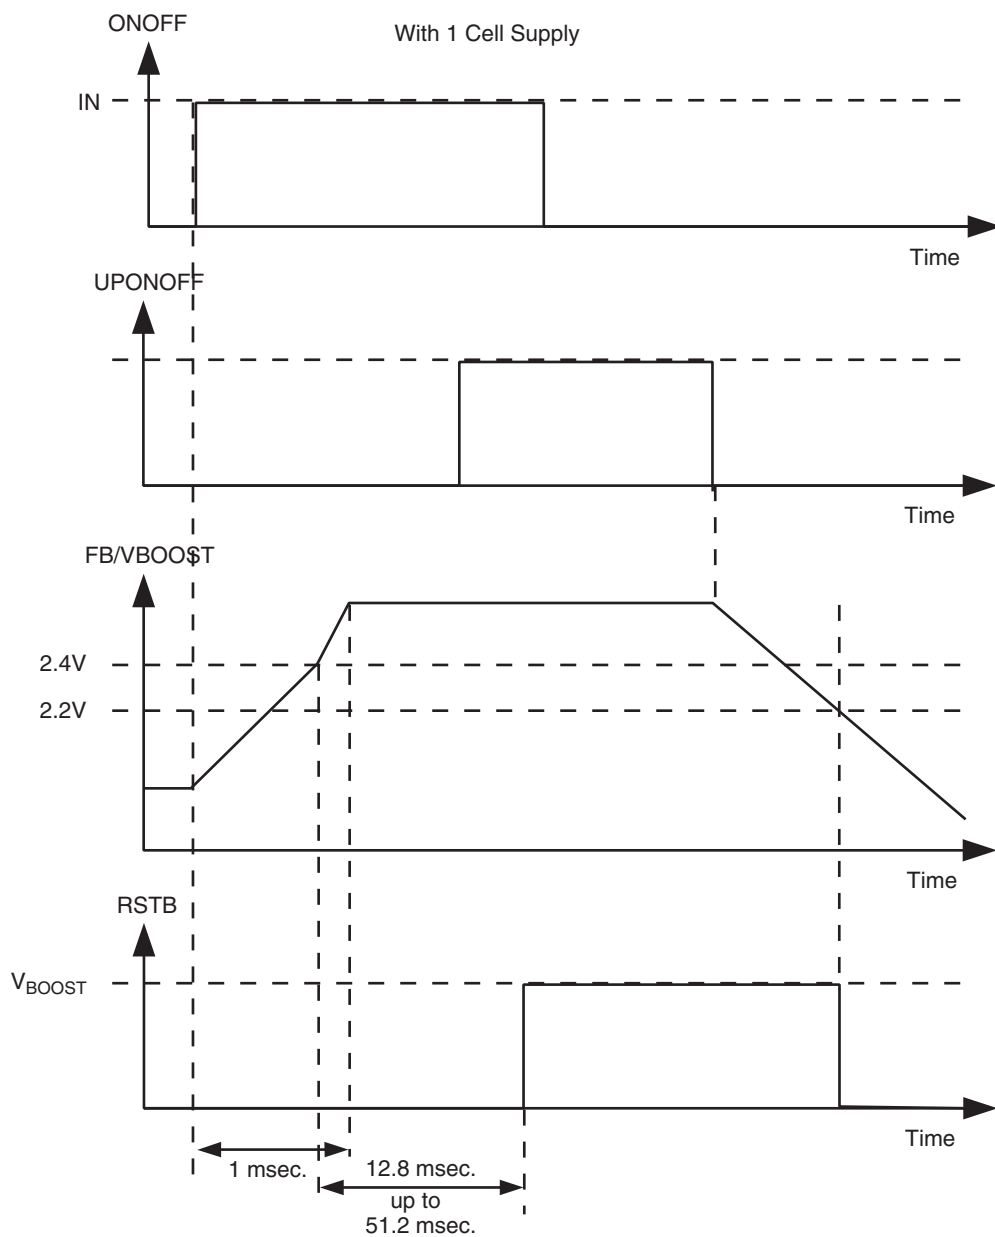 ONOFF
With 1 Cell Supply
IN
Time
UPONOFF
Time
FB/VBOOST
2.4V
2.2V
Time
RSTB
VBOOST
Time
1 msec.
12.8 msec.
up to
51.2 msec.